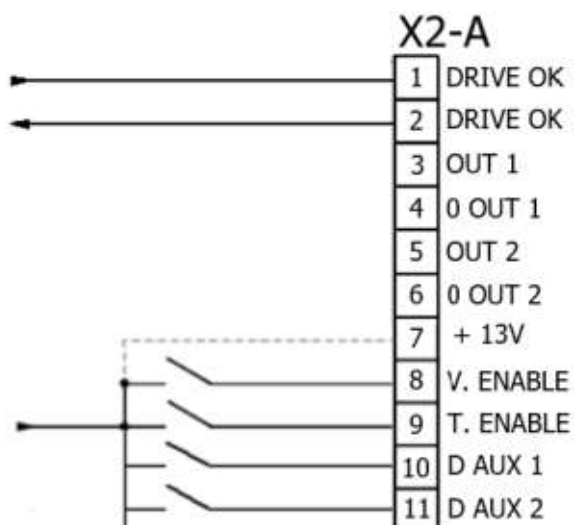 X2-A
1 DRIVE OK
2 DRIVE OK
3 OUT 1
4 0 OUT 1
5 OUT 2
6 0 OUT 2
7 + 13V
8 V. ENABLE
9 T. ENABLE
10 D AUX 1
11 D AUX 2